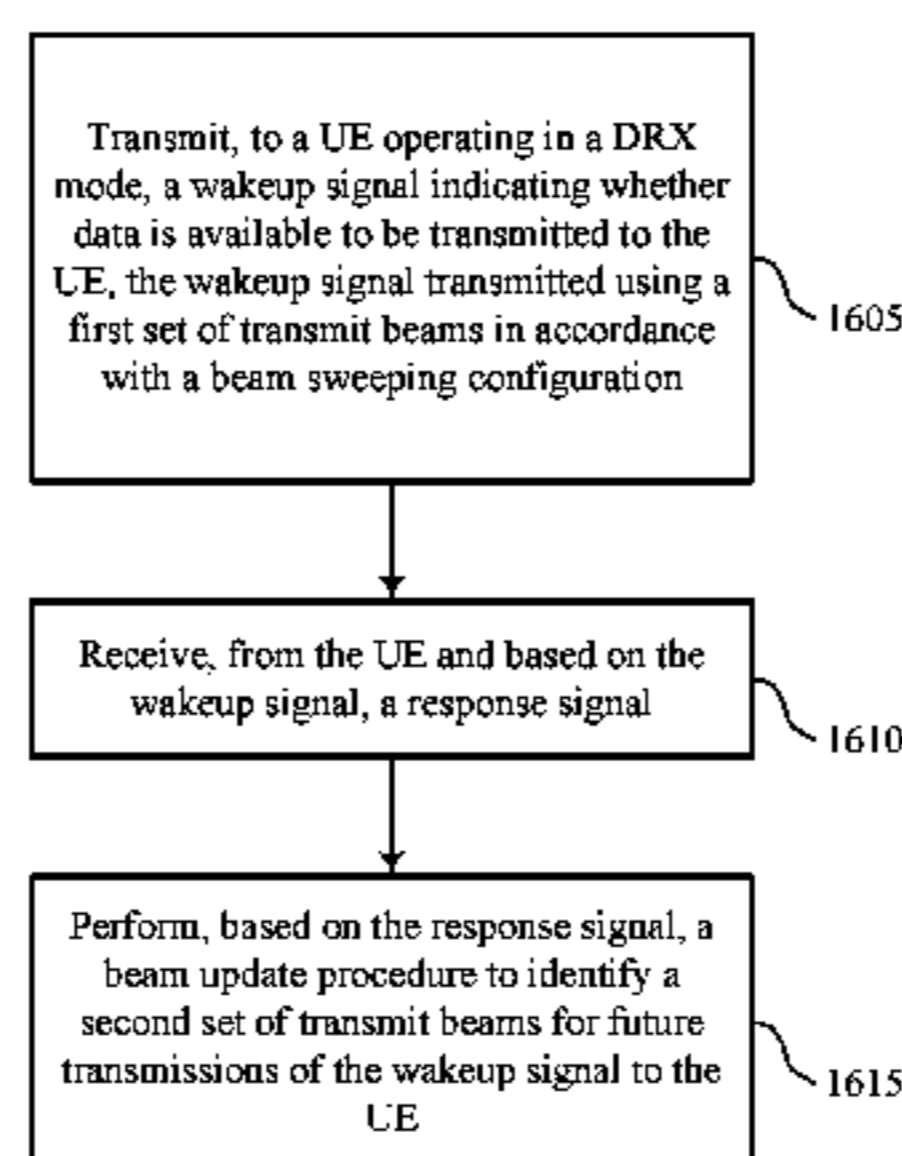 Transmit, to a UE operating in a DRX
mode, a wakeup signal indicating whether
data is available to be transmitted to the
UE, the wakeup signal transmitted using a
first set of transmit beams in accordance
with a beam sweeping configuration
1605
Receive, from the UE and based on the
wakeup signal, a response signal
1610
Perform, based on the response signal, a
beam update procedure to identify a
second set of transmit beams for future
transmissions of the wakeup signal to the
UE
1615